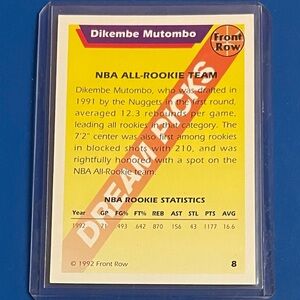 Dikembe Mutombo
Front
Row
NBA ALL-ROOKIE TEAM
Dikembe Mutombo, who was drafted in
1991 by the Nuggets in the first round,
averaged 12.3 rebounds per game,
leading all rookies in that category. The
7'2" center was also first among rookies
in blocked shots with 210, and was
rightfully honored with a spot on the
NBA All-Rookie team.
DREAM PICKS
NBA ROOKIE STATISTICS
Year GP FG% FT% REB AST STL PTS AVG
1992 71 .493 .642 870 156 43 1177 16.6
© 1992 Front Row
8